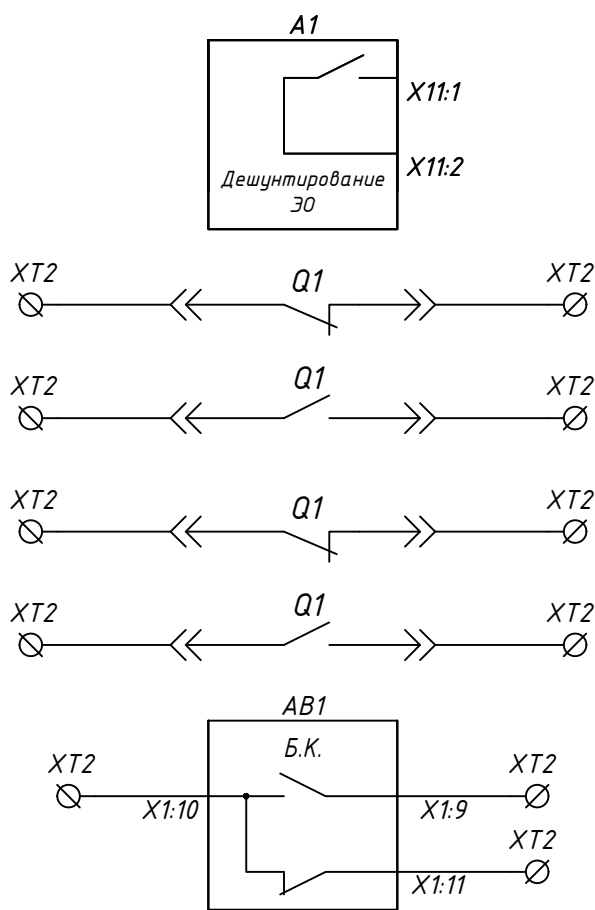 A1
X11:1
X11:2
Дешунтирование
ЭО
XT2 Q1 XT2
XT2 Q1 XT2
XT2 Q1 XT2
XT2 Q1 XT2
AB1
Б.К.
XT2 XT2
X1:10 X1:9
XT2
X1:11